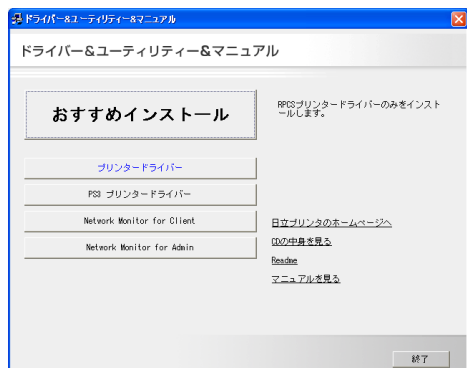 ドライバー&ユーティリティー&マニュアル
ドライバー&ユーティリティー&マニュアル
おすすめインストール
RPCSプリンタードライバーのみをインスト
ールします。
プリンタードライバー
PS3 プリンタードライバー
Network Monitor for Client
Network Monitor for Admin
日立プリンタのホームページへ
CDの中身を見る
Readme
マニュアルを見る
終了